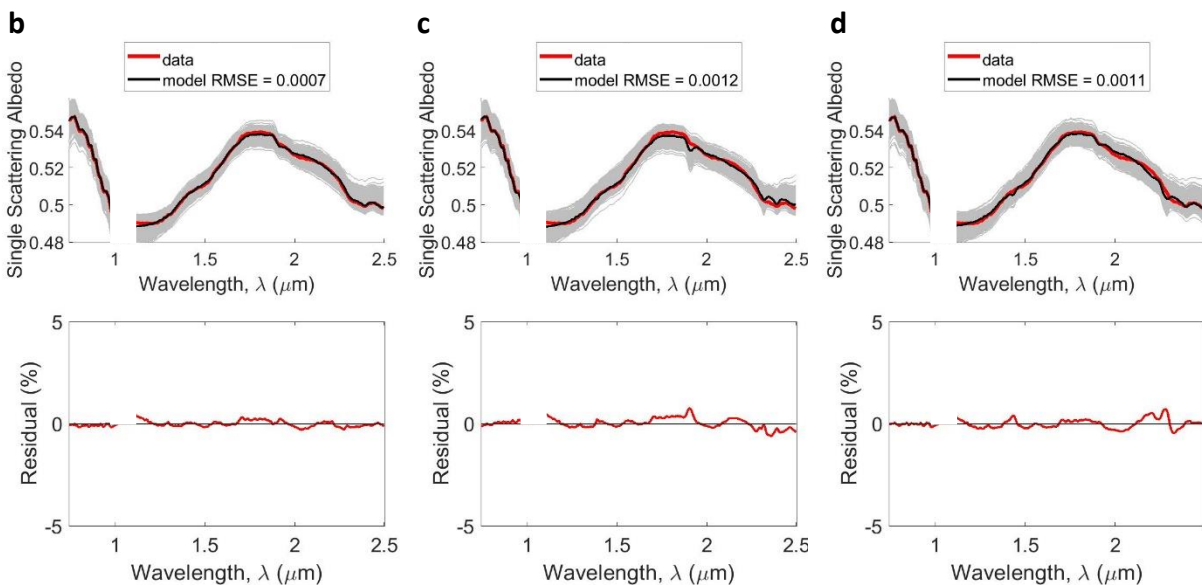 b
data
model RMSE = 0.0007
Single Scattering Albedo
0.54
0.52
0.5
0.48
1
1.5
2
2.5
Wavelength, λ (μm)
5
0
-5
Residual (%)
1
1.5
2
2.5
Wavelength, λ (μm)
c
data
model RMSE = 0.0012
Single Scattering Albedo
0.54
0.52
0.5
0.48
1
1.5
2
2.5
Wavelength, λ (μm)
5
0
-5
Residual (%)
1
1.5
2
2.5
Wavelength, λ (μm)
d
data
model RMSE = 0.0011
Single Scattering Albedo
0.54
0.52
0.5
0.48
1
1.5
2
2.5
Wavelength, λ (μm)
5
0
-5
Residual (%)
1
1.5
2
2.5
Wavelength, λ (μm)